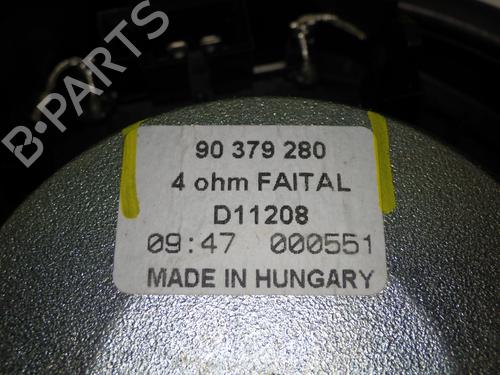 B-PARTS
90 379 280
4 ohm FAITAL
D11208
09:47 000551
MADE IN HUNGARY